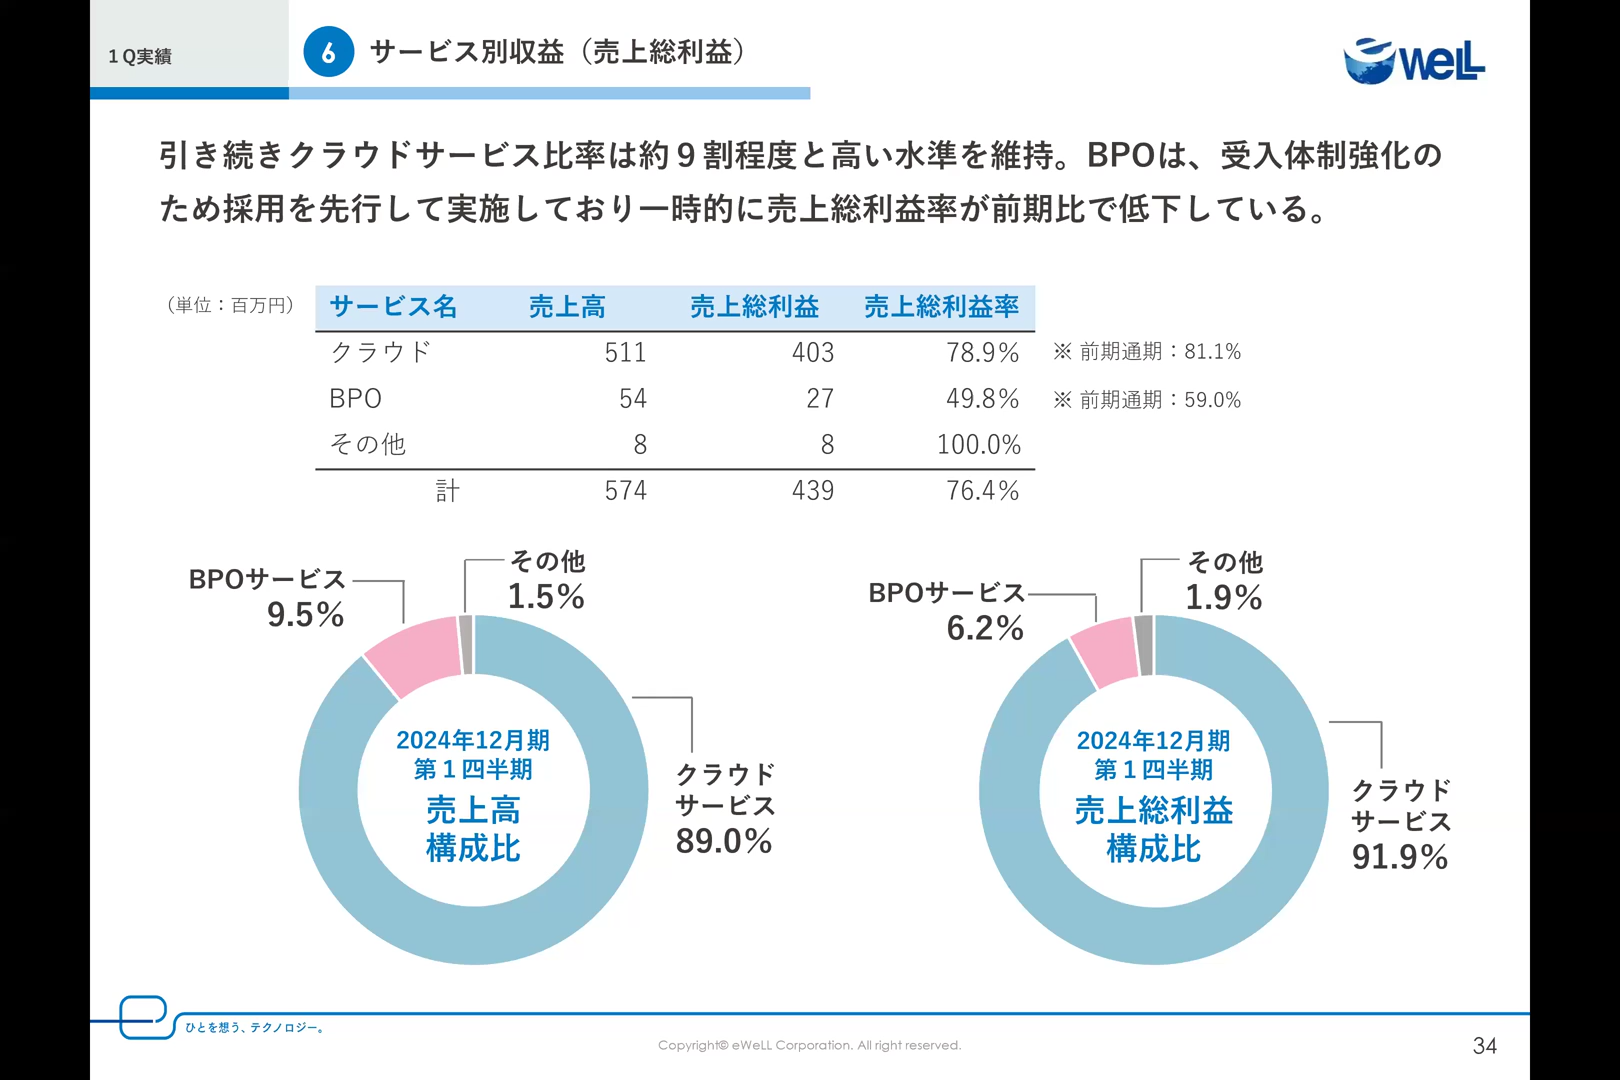 １Q実績
6 サービス別収益（売上総利益）
eWeLL
引き続きクラウドサービス比率は約９割程度と高い水準を維持。BPOは、受入体制強化の
ため採用を先行して実施しており一時的に売上総利益率が前期比で低下している。
（単位：百万円） サービス名 売上高 売上総利益 売上総利益率
クラウド 511 403 78.9% ※ 前期通期：81.1%
BPO 54 27 49.8% ※ 前期通期：59.0%
その他 8 8 100.0%
計 574 439 76.4%
BPOサービス
9.5%
その他
1.5%
2024年12月期
第１四半期
売上高
構成比
クラウド
サービス
89.0%
BPOサービス
6.2%
その他
1.9%
2024年12月期
第１四半期
売上総利益
構成比
クラウド
サービス
91.9%
ひとを想う、テクノロジー。
Copyright© eWeLL Corporation. All right reserved.
34